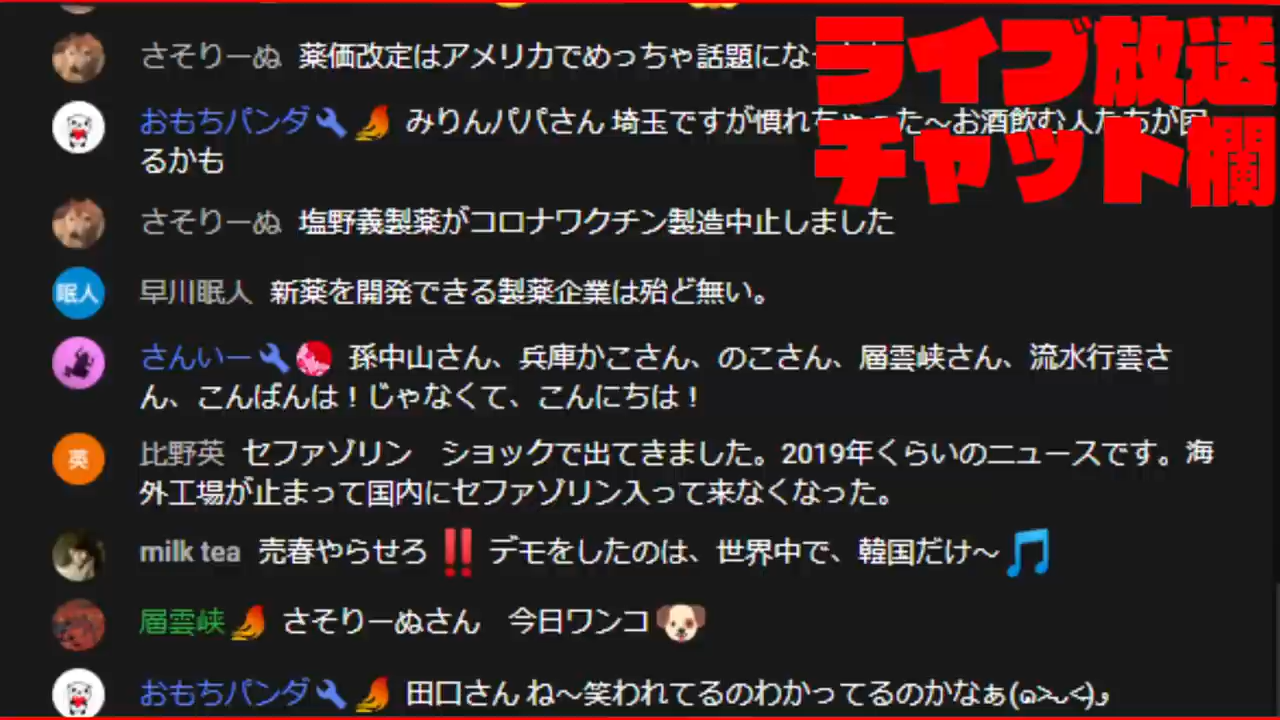 ライブ放送
チャット欄
さそりーぬ 薬価改定はアメリカでめっちゃ話題にな
おもちパンダ みりんパパさん 埼玉ですが慣れちゃった〜お酒飲む人たちが困
るかも
さそりーぬ 塩野義製薬がコロナワクチン製造中止しました
眠人 早川眠人 新薬を開発できる製薬企業は殆ど無い。
さんいー 孫中山さん、兵庫かこさん、のこさん、層雲峡さん、流水行雲さ
ん、こんばんは！じゃなくて、こんにちは！
英 比野英 セファゾリン　ショックで出てきました。2019年くらいのニュースです。海
外工場が止まって国内にセファゾリン入って来なくなった。
milk tea 売春やらせろ‼️ デモをしたのは、世界中で、韓国だけ〜🎵
層雲峡 さそりーぬさん　今日ワンコ🐶
おもちパンダ 田口さん ね〜笑われてるのわかってるのかなぁ(๑˃̵ᴗ˂̵)و